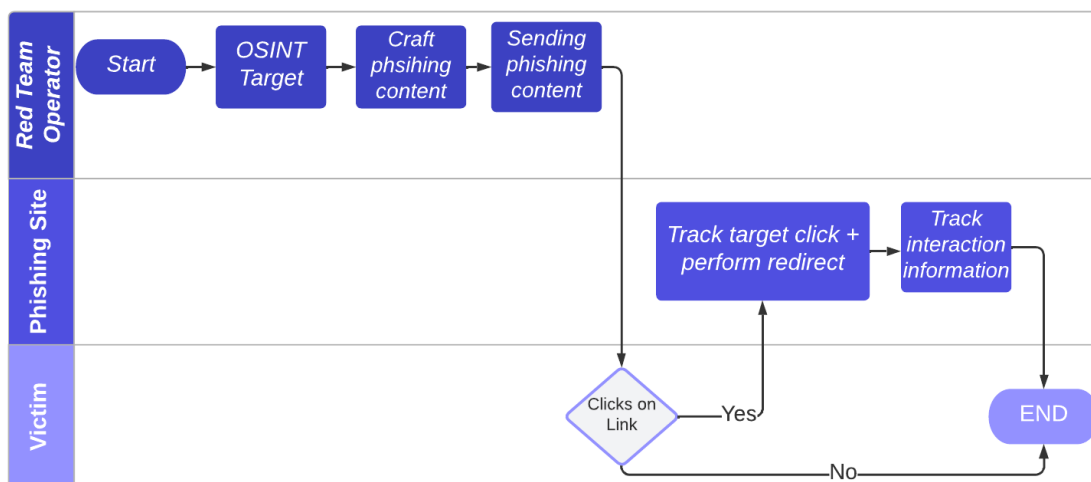 Red Team
Operator
Start
OSINT
Target
Craft
phsihing
content
Sending
phishing
content
Phishing Site
Track target click +
perform redirect
Track
interaction
information
Victim
Clicks on
Link
Yes
No
END